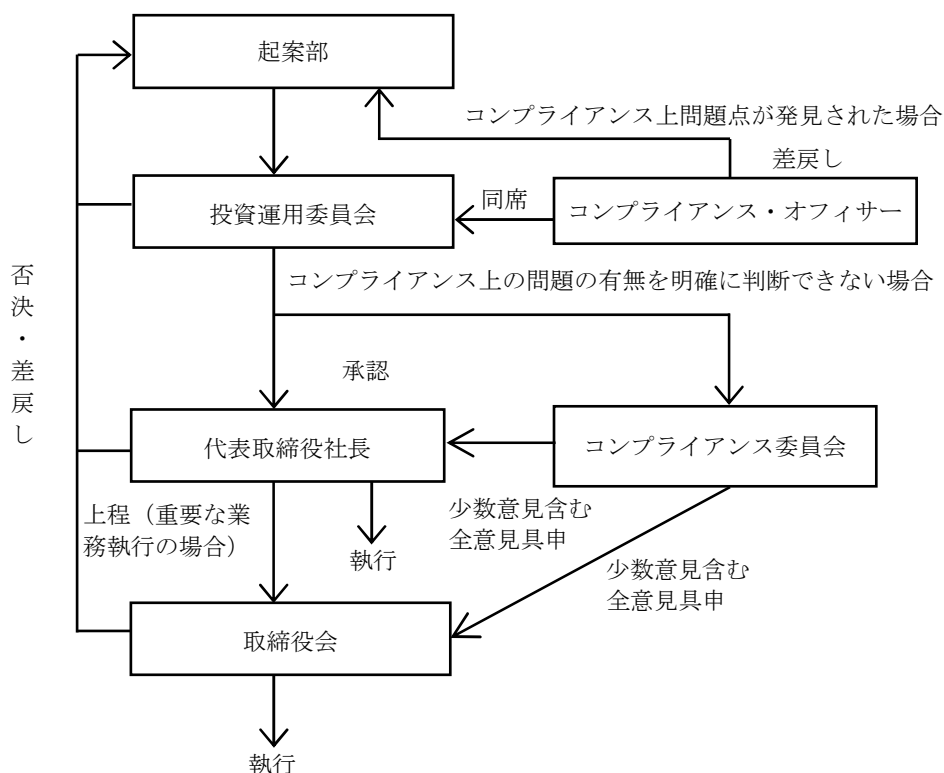 起案部
コンプライアンス上問題点が発見された場合
差戻し
同席
投資運用委員会
コンプライアンス・オフィサー
否決・差戻し
コンプライアンス上の問題の有無を明確に判断できない場合
承認
代表取締役社長
コンプライアンス委員会
上程（重要な業
務執行の場合）
少数意見含む
全意見具申
執行
少数意見含む
全意見具申
取締役会
執行